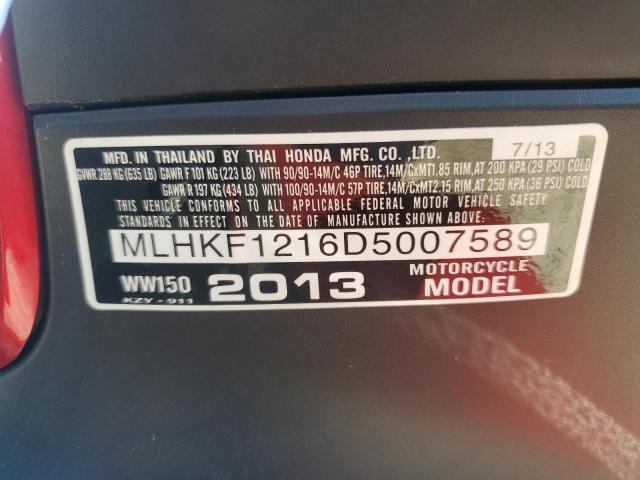 MFD. IN THAILAND BY THAI HONDA MFG. CO.,LTD. 7/13
GVWR 288 KG (635 LB) GAWR F 101 KG (223 LB) WITH 90/90-14M/C 46P TIRE,14M/CxMT1.85 RIM,AT 200 KPA (29 PSI) COLD
GAWR R 197 KG (434 LB) WITH 100/90-14M/C 57P TIRE,14M/CxMT2.15 RIM,AT 250 KPA (36 PSI) COLD
THIS VEHICLE CONFORMS TO ALL APPLICABLE FEDERAL MOTOR VEHICLE SAFETY
STANDARDS IN EFFECT ON THE DATE OF MANUFACTURE SHOWN ABOVE.
MLHKF1216D5007589
WW150 2013 MOTORCYCLE MODEL
KZY-911